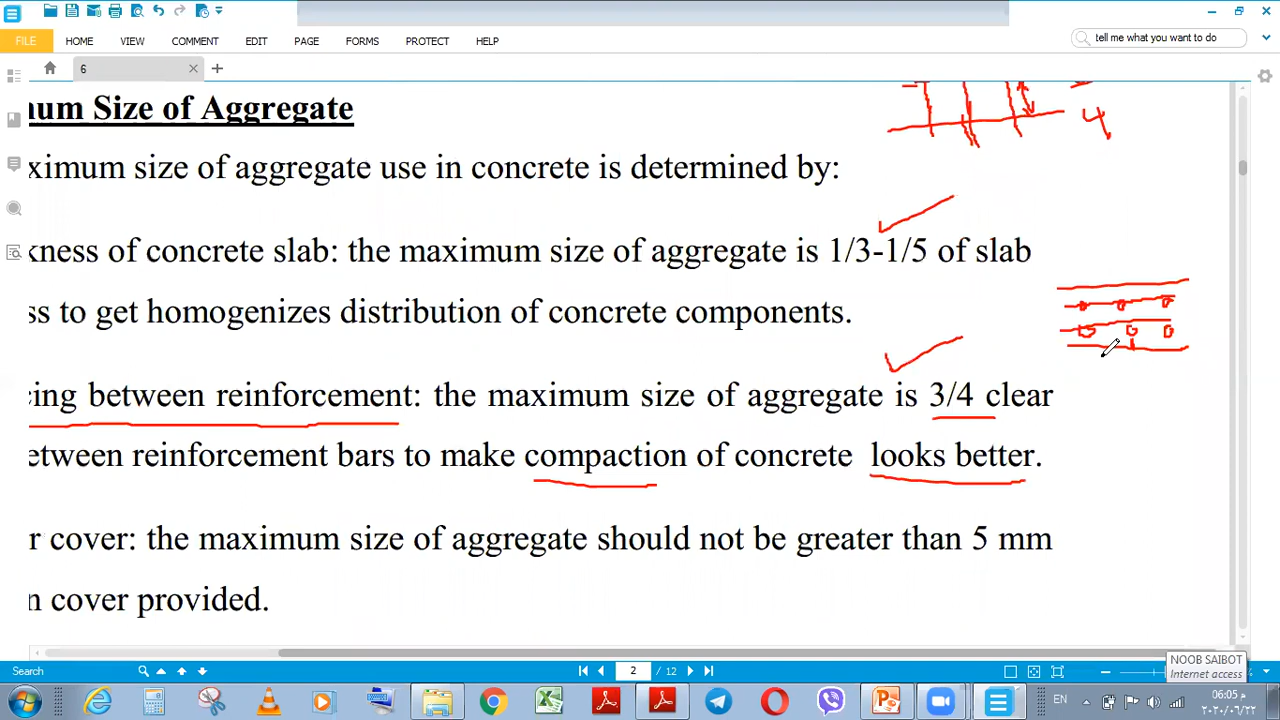 FILE HOME VIEW COMMENT EDIT PAGE FORMS PROTECT HELP
tell me what you want to do
6
num Size of Aggregate
4
ximum size of aggregate use in concrete is determined by:
kness of concrete slab: the maximum size of aggregate is 1/3-1/5 of slab
ss to get homogenizes distribution of concrete components.
cing between reinforcement: the maximum size of aggregate is 3/4 clear
etween reinforcement bars to make compaction of concrete looks better.
r cover: the maximum size of aggregate should not be greater than 5 mm
n cover provided.
Search
2 / 12
NOOB SAIBOT
Internet access
EN
06:05 م
٢٠٢٠/٠٦/٢٢